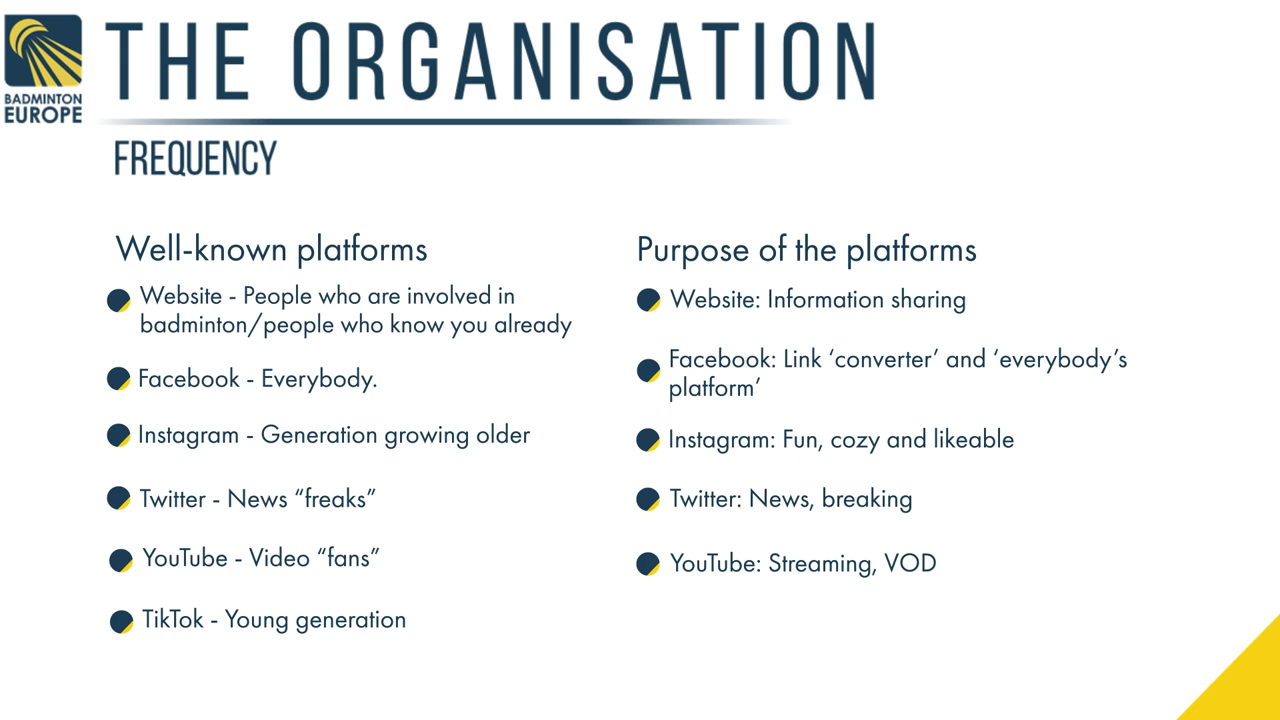 BADMINTON
EUROPE
THE ORGANISATION
FREQUENCY
Well-known platforms
Website - People who are involved in
badminton/people who know you already
Facebook - Everybody.
Instagram - Generation growing older
Twitter - News “freaks”
YouTube - Video “fans”
TikTok - Young generation
Purpose of the platforms
Website: Information sharing
Facebook: Link ‘converter’ and ‘everybody’s
platform’
Instagram: Fun, cozy and likeable
Twitter: News, breaking
YouTube: Streaming, VOD